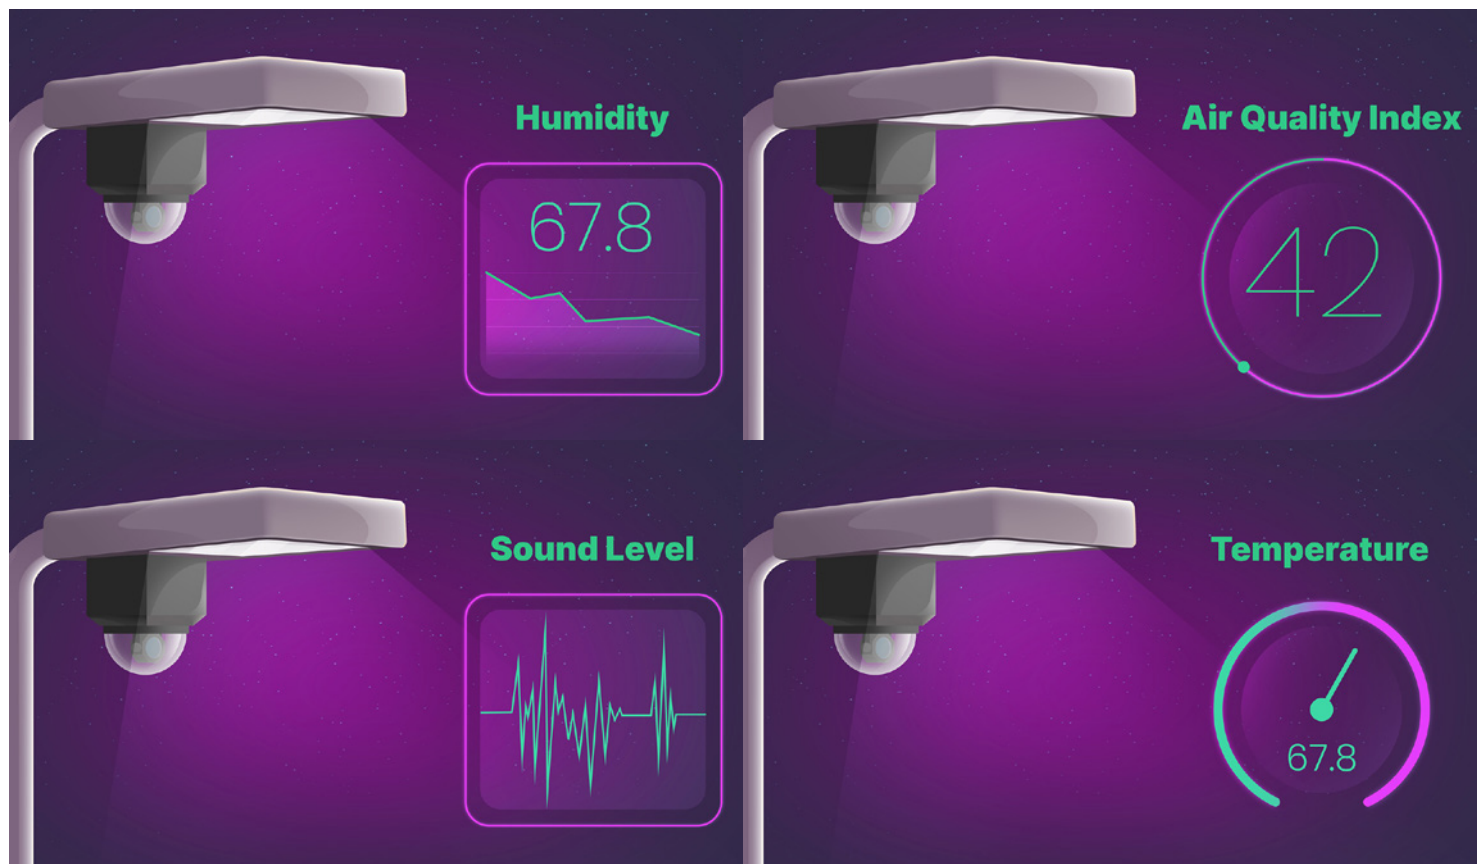 Humidity
67.8
Air Quality Index
42
Sound Level
Temperature
67.8